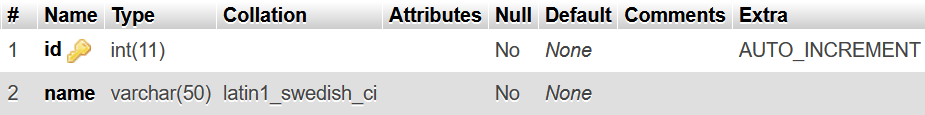 # Name Type Collation Attributes Null Default Comments Extra
1 id int(11) No None AUTO_INCREMENT
2 name varchar(50) latin1_swedish_ci No None